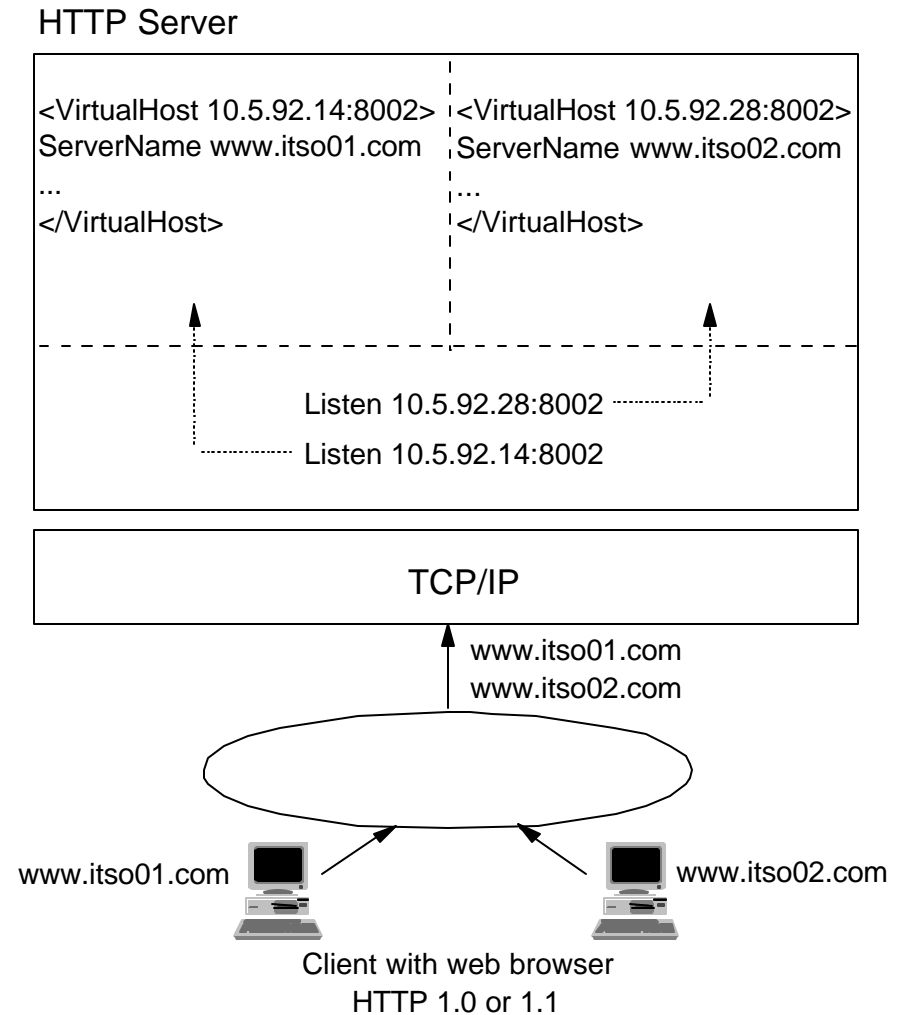 HTTP Server
<VirtualHost 10.5.92.14:8002>
ServerName www.itso01.com
...
</VirtualHost>
<VirtualHost 10.5.92.28:8002>
ServerName www.itso02.com
...
</VirtualHost>
Listen 10.5.92.28:8002
Listen 10.5.92.14:8002
TCP/IP
www.itso01.com
www.itso02.com
www.itso01.com
www.itso02.com
Client with web browser
HTTP 1.0 or 1.1